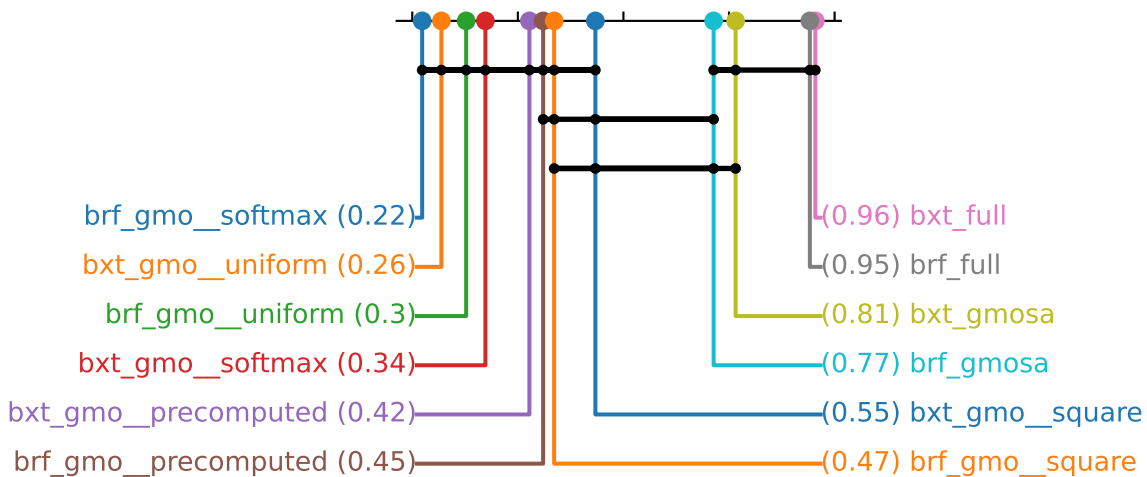 brf_gmo__softmax (0.22)
(0.96) bxt_full
bxt_gmo__uniform (0.26)
(0.95) brf_full
brf_gmo__uniform (0.3)
(0.81) bxt_gmosa
bxt_gmo__softmax (0.34)
(0.77) brf_gmosa
bxt_gmo__precomputed (0.42)
(0.55) bxt_gmo__square
brf_gmo__precomputed (0.45)
(0.47) brf_gmo__square